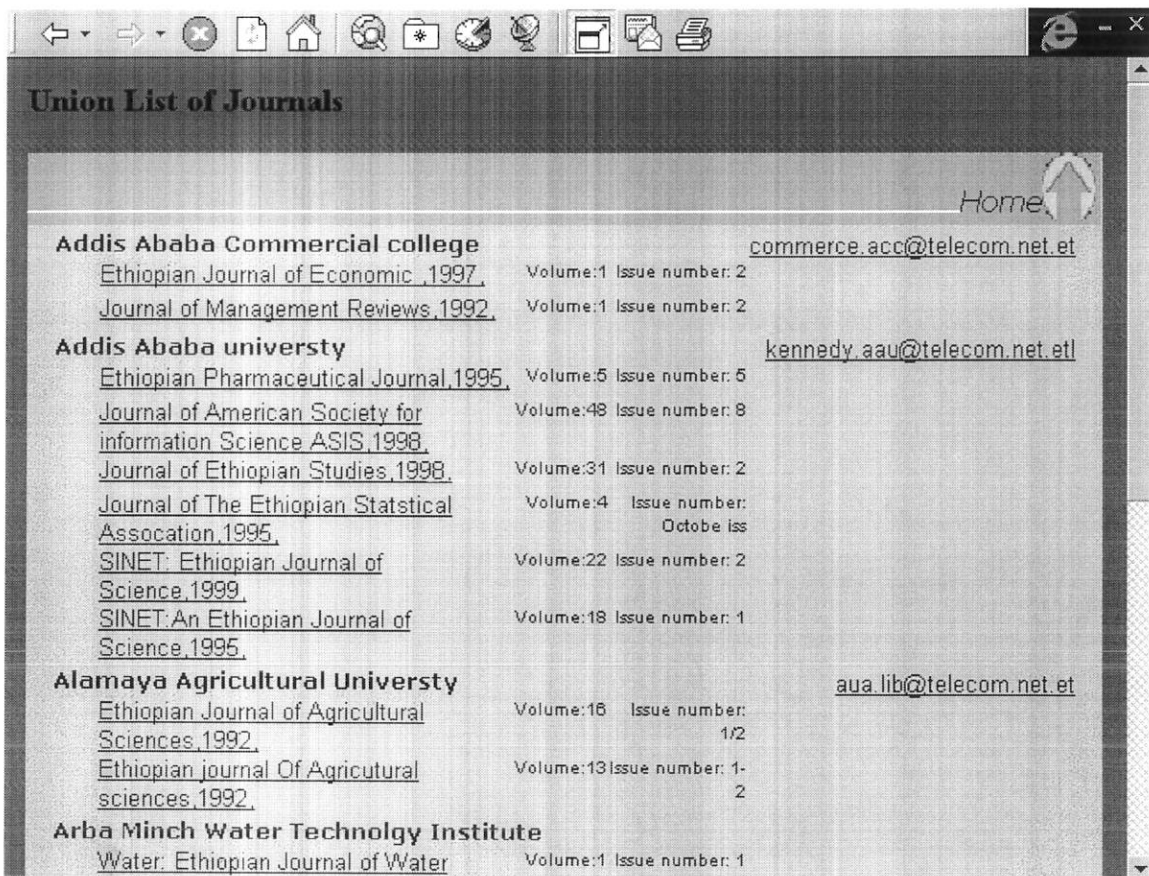 Union List of Journals
Home
Addis Ababa Commercial college commerce.acc@telecom.net.et
Ethiopian Journal of Economic ,1997, Volume:1 Issue number: 2
Journal of Management Reviews,1992, Volume:1 Issue number: 2
Addis Ababa universty kennedy.aau@telecom.net.etl
Ethiopian Pharmaceutical Journal,1995, Volume:5 Issue number: 5
Journal of American Society for Volume:48 Issue number: 8
information Science ASIS,1998,
Journal of Ethiopian Studies,1998, Volume:31 Issue number: 2
Journal of The Ethiopian Statstical Volume:4 Issue number:
Assocation,1995, Octobe iss
SINET: Ethiopian Journal of Volume:22 Issue number: 2
Science,1999,
SINET:An Ethiopian Journal of Volume:18 Issue number: 1
Science,1995,
Alamaya Agricultural Universty aua.lib@telecom.net.et
Ethiopian Journal of Agricultural Volume:16 Issue number:
Sciences,1992, 1/2
Ethiopian journal Of Agricutural Volume:13 Issue number: 1-
sciences,1992, 2
Arba Minch Water Technolgy Institute
Water: Ethiopian Journal of Water Volume:1 Issue number: 1